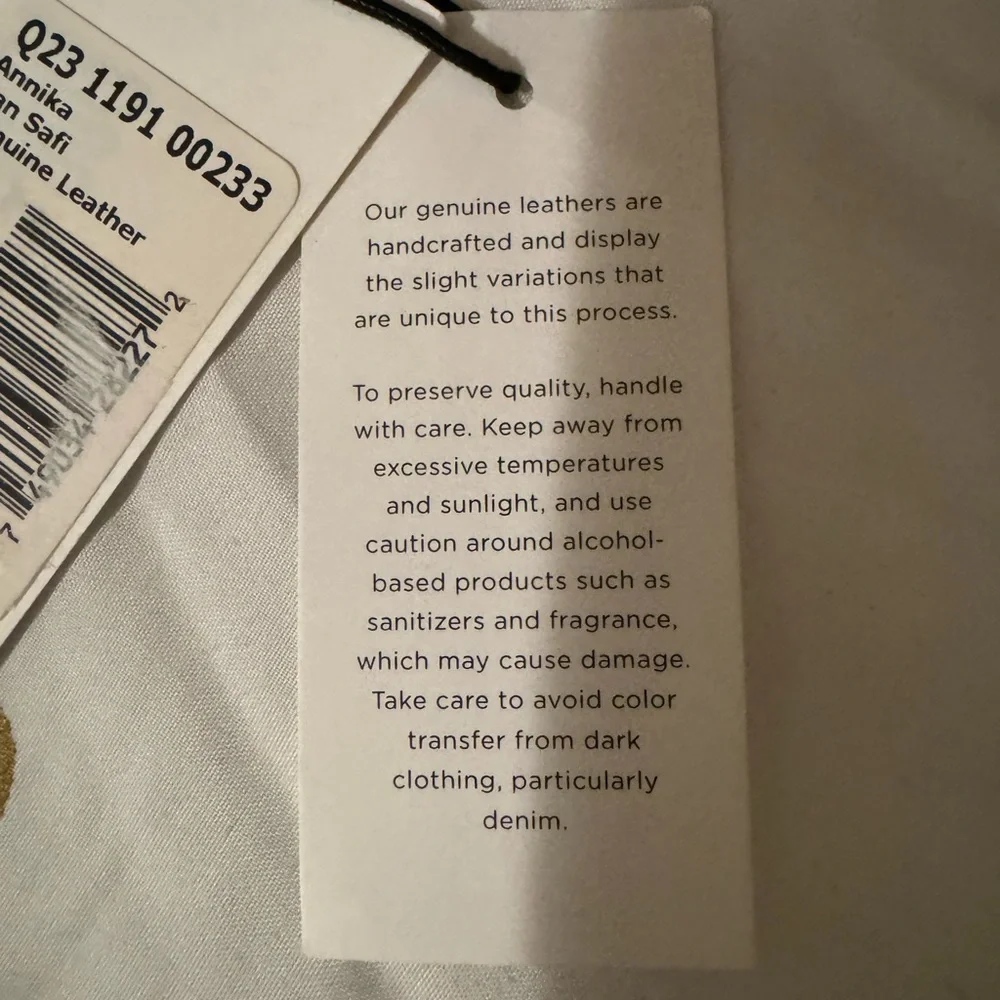 Q23 1191 00233
Annika
Safi
Leather
2
Our genuine leathers are
handcrafted and display
the slight variations that
are unique to this process.
To preserve quality, handle
with care. Keep away from
excessive temperatures
and sunlight, and use
caution around alcohol-
based products such as
sanitizers and fragrance,
which may cause damage.
Take care to avoid color
transfer from dark
clothing, particularly
denim.